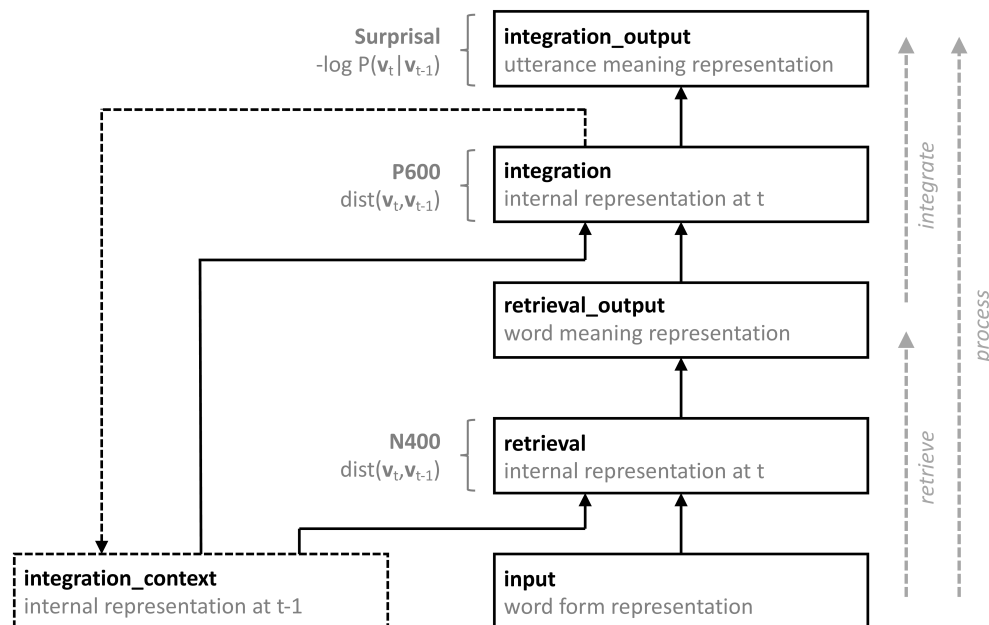 Surprisal
-log P(vₜ|vₜ₋₁)
integration_output
utterance meaning representation
P600
dist(vₜ,vₜ₋₁)
integration
internal representation at t
retrieval_output
word meaning representation
N400
dist(vₜ,vₜ₋₁)
retrieval
internal representation at t
integration_context
internal representation at t-1
input
word form representation
integrate
retrieve
process